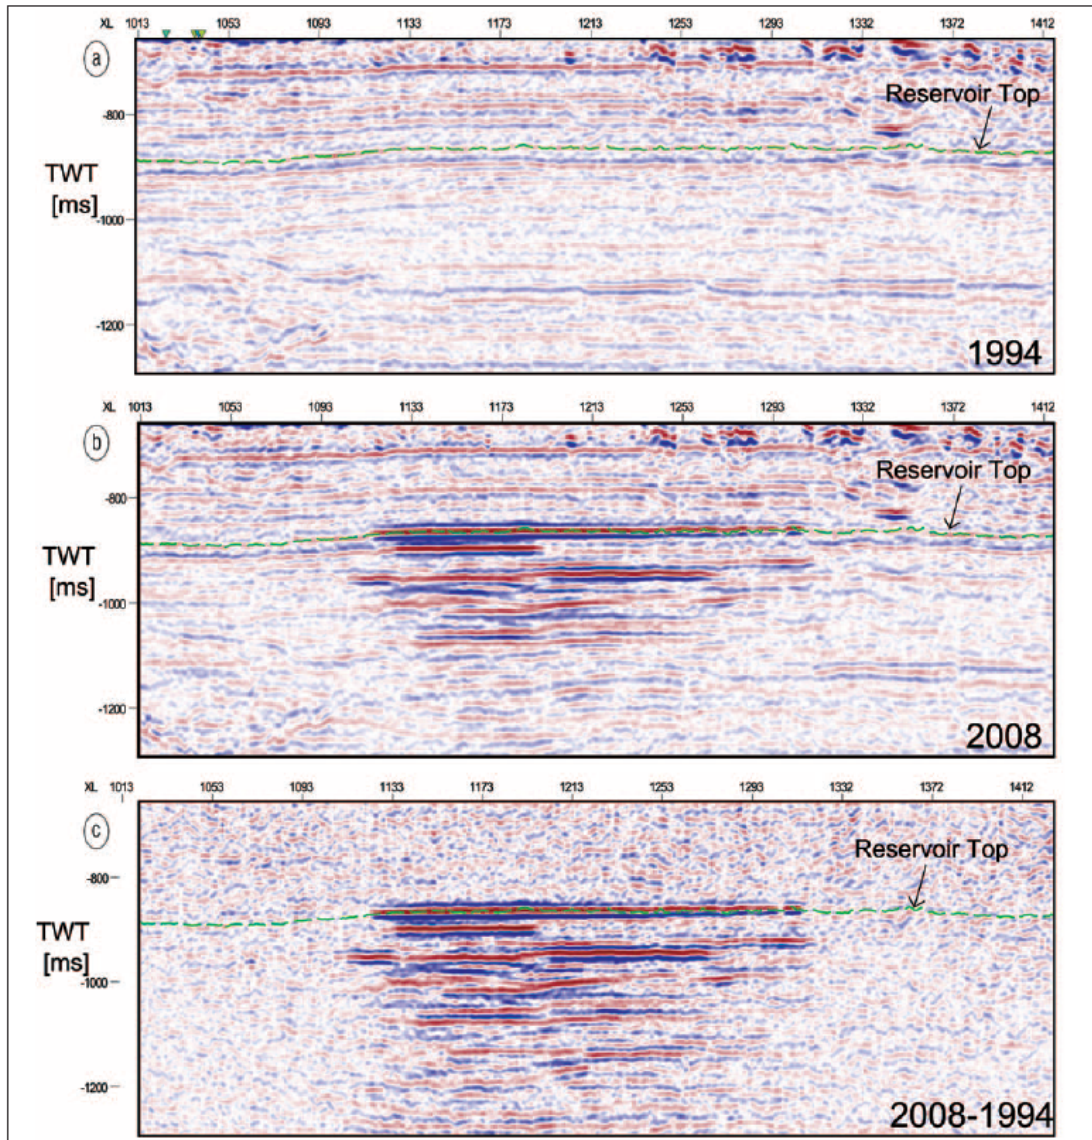 XL 1013 1053 1093 1133 1173 1213 1253 1293 1332 1372 1412
a
Reservoir Top
-800
TWT
[ms]
-1000
-1200
1994
XL 1013 1053 1093 1133 1173 1213 1253 1293 1332 1372 1412
b
Reservoir Top
-800
TWT
[ms]
-1000
-1200
2008
XL 1013 1053 1093 1133 1173 1213 1253 1293 1332 1372 1412
c
Reservoir Top
-800
TWT
[ms]
-1000
-1200
2008-1994